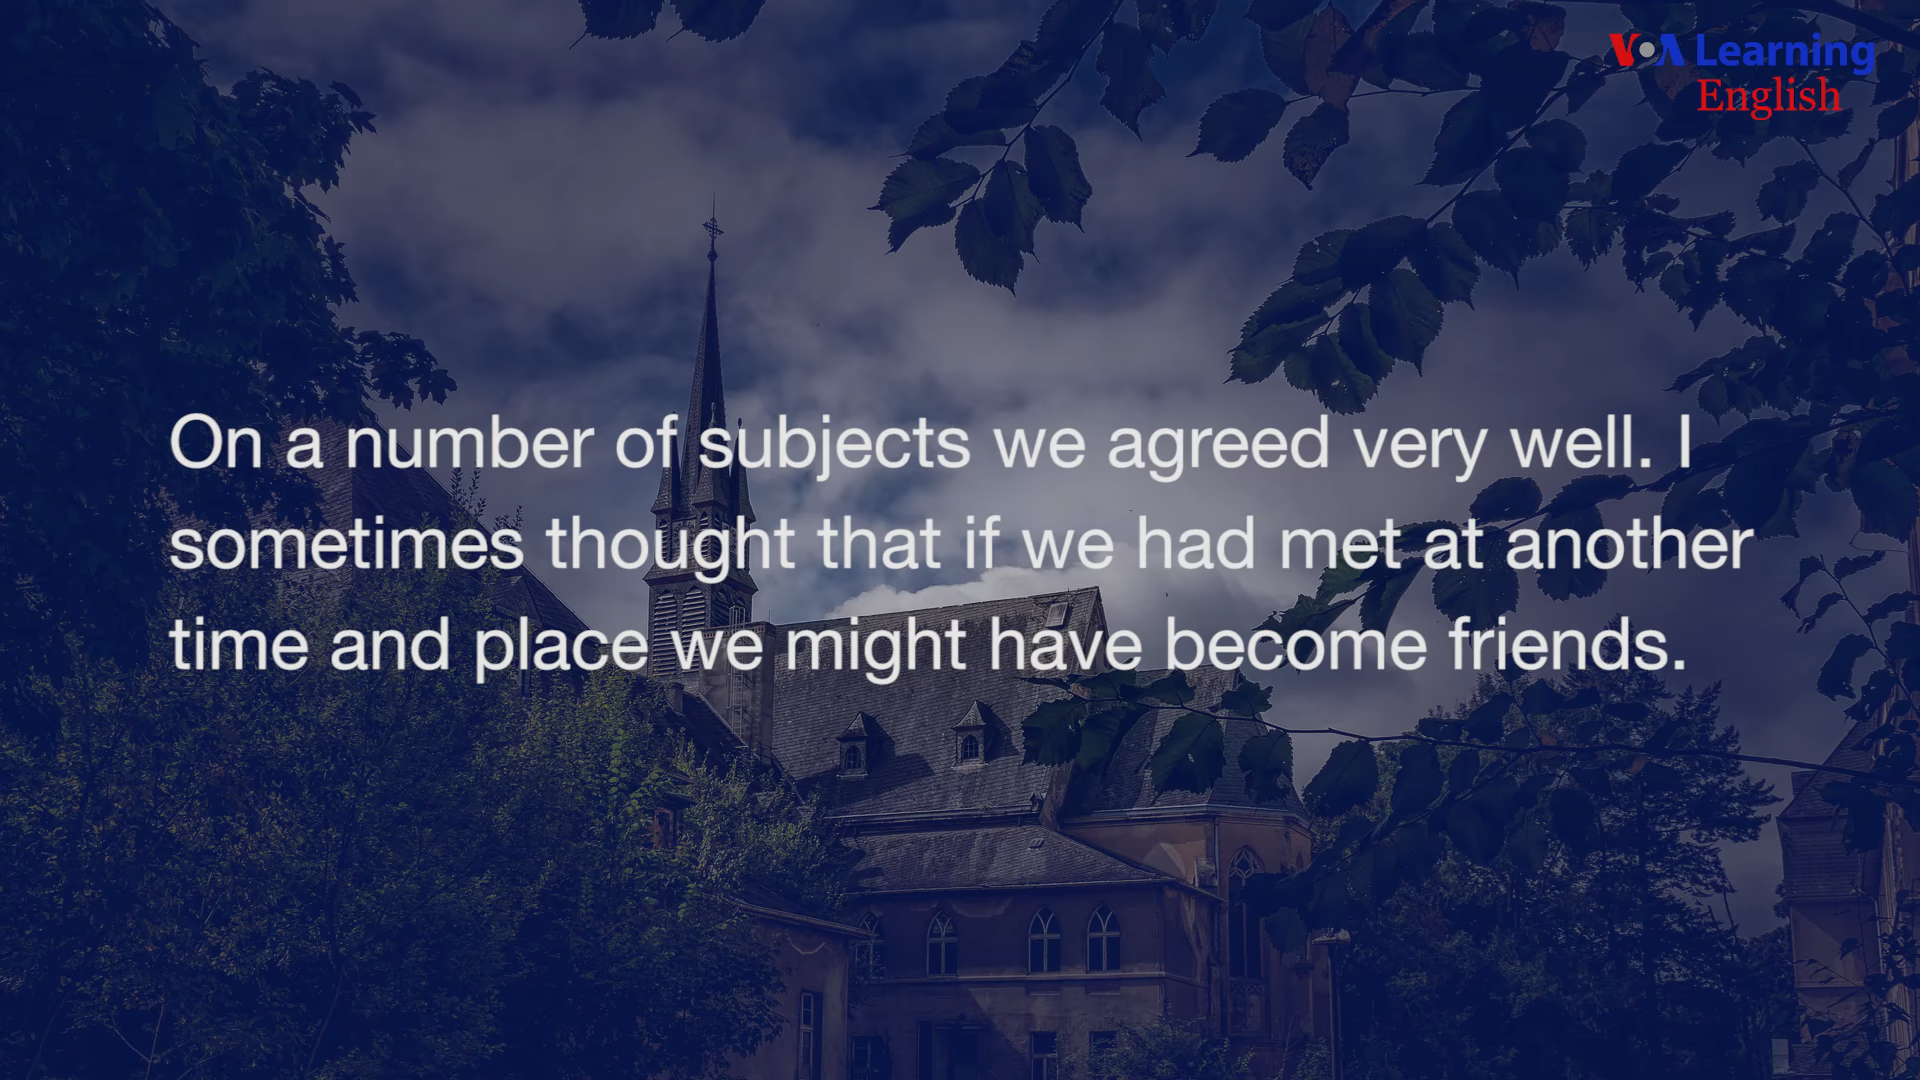 VOA Learning
English
On a number of subjects we agreed very well. I
sometimes thought that if we had met at another
time and place we might have become friends.